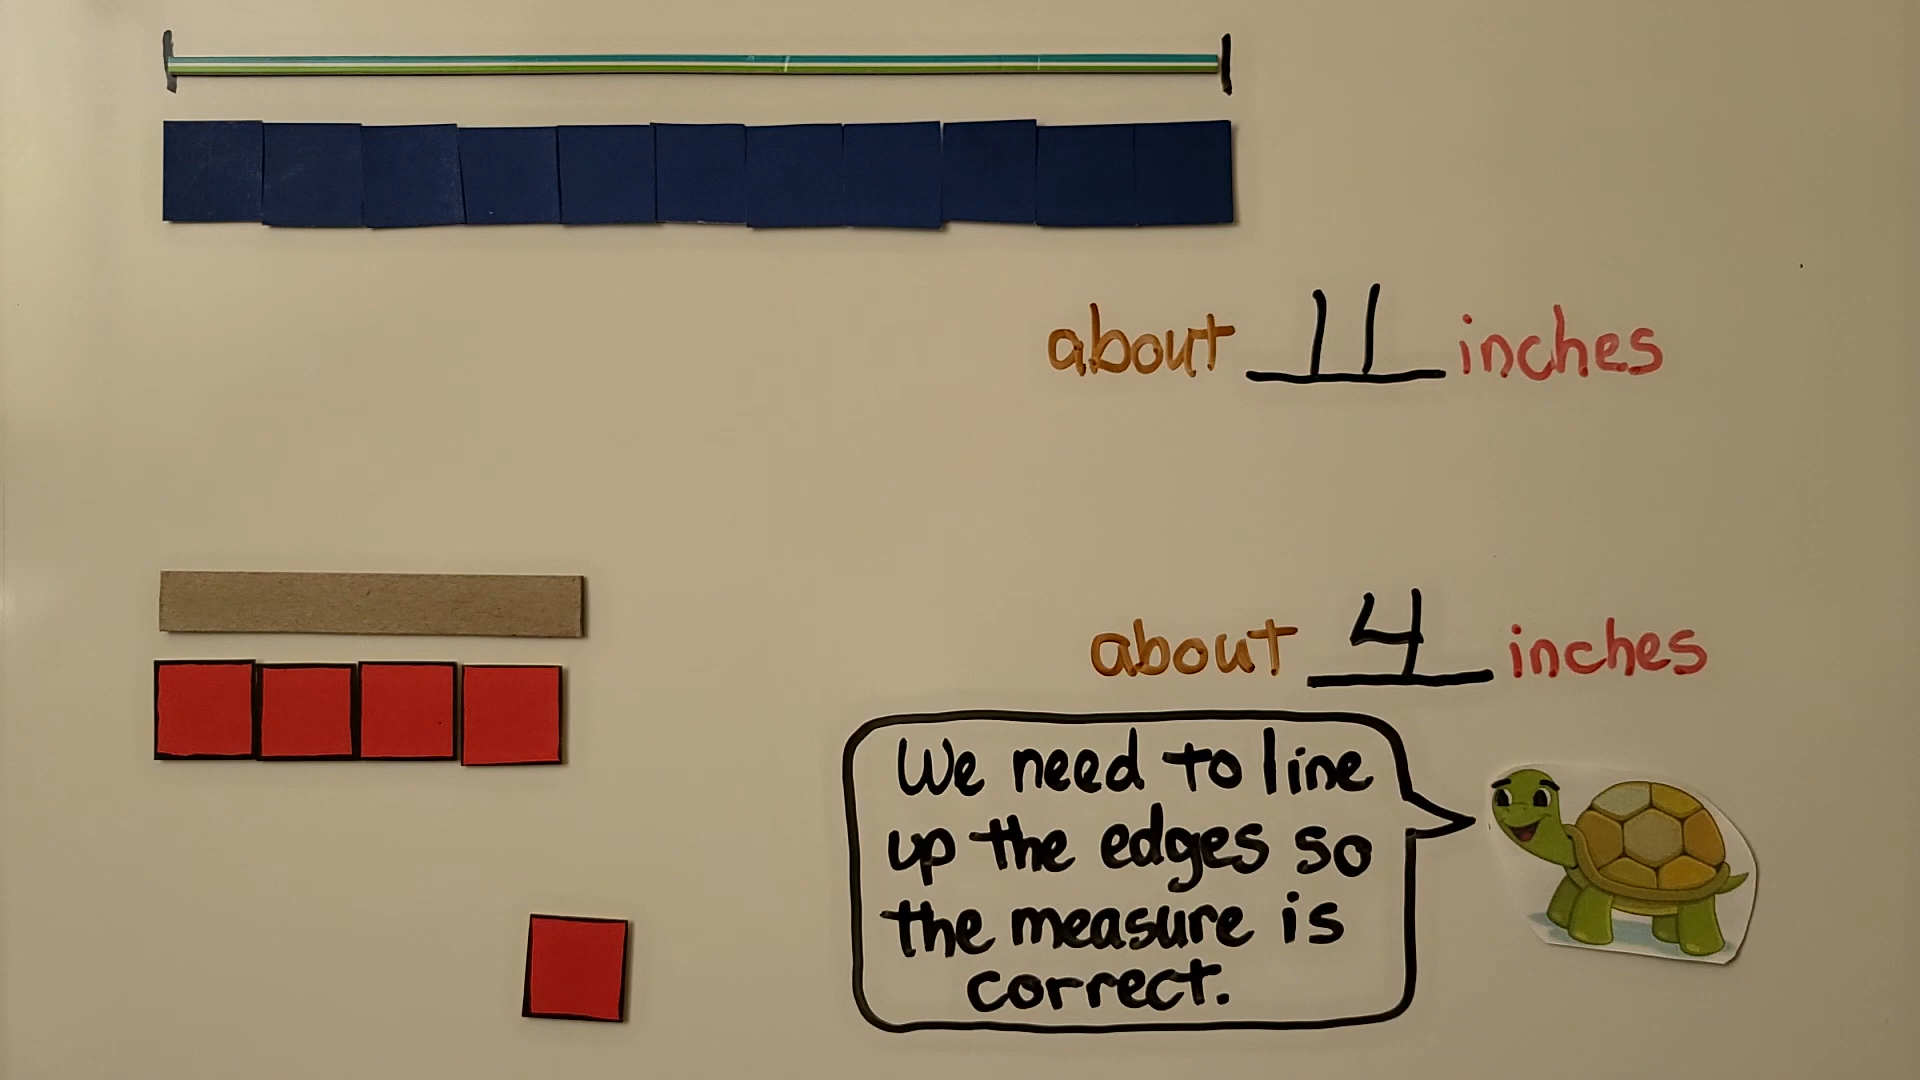 about 11 inches
about 4 inches
We need to line
up the edges so
the measure is
correct.